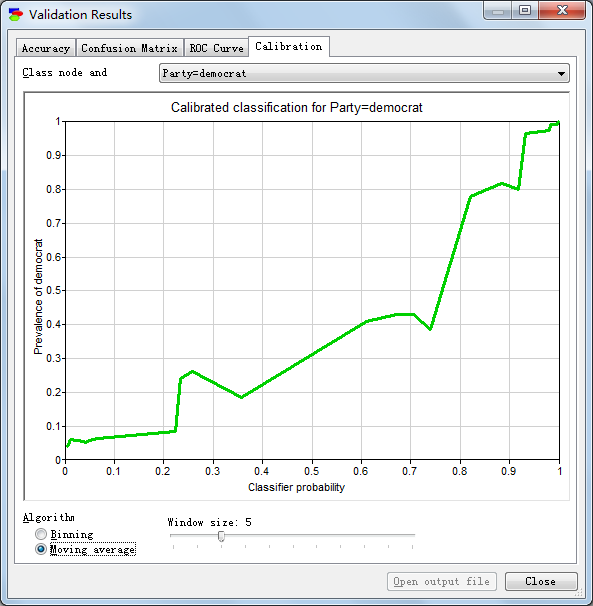 Validation Results
Accuracy Confusion Matrix ROC Curve Calibration
Class node and Party=democrat
Calibrated classification for Party=democrat
1
0.9
0.8
0.7
0.6
0.5
0.4
0.3
0.2
0.1
0
Prevalence of democrat
0 0.1 0.2 0.3 0.4 0.5 0.6 0.7 0.8 0.9 1
Classifier probability
Algorithm
Window size: 5
Binning
Moving average
Open output file Close